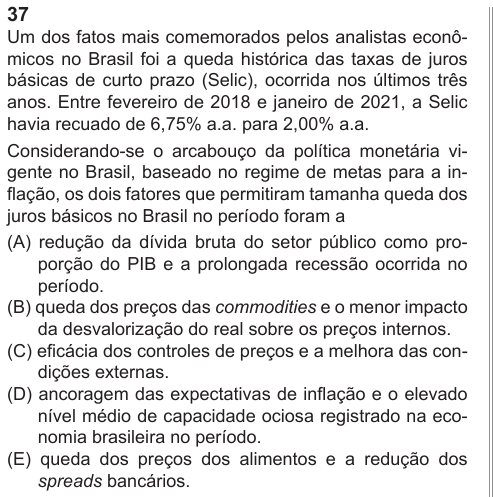 37
Um dos fatos mais comemorados pelos analistas econô-
micos no Brasil foi a queda histórica das taxas de juros
básicas de curto prazo (Selic), ocorrida nos últimos três
anos. Entre fevereiro de 2018 e janeiro de 2021, a Selic
havia recuado de 6,75% a.a. para 2,00% a.a.
Considerando-se o arcabouço da política monetária vi-
gente no Brasil, baseado no regime de metas para a in-
flação, os dois fatores que permitiram tamanha queda dos
juros básicos no Brasil no período foram a
(A) redução da dívida bruta do setor público como pro-
porção do PIB e a prolongada recessão ocorrida no
período.
(B) queda dos preços das commodities e o menor impacto
da desvalorização do real sobre os preços internos.
(C) eficácia dos controles de preços e a melhora das con-
dições externas.
(D) ancoragem das expectativas de inflação e o elevado
nível médio de capacidade ociosa registrado na eco-
nomia brasileira no período.
(E) queda dos preços dos alimentos e a redução dos
spreads bancários.